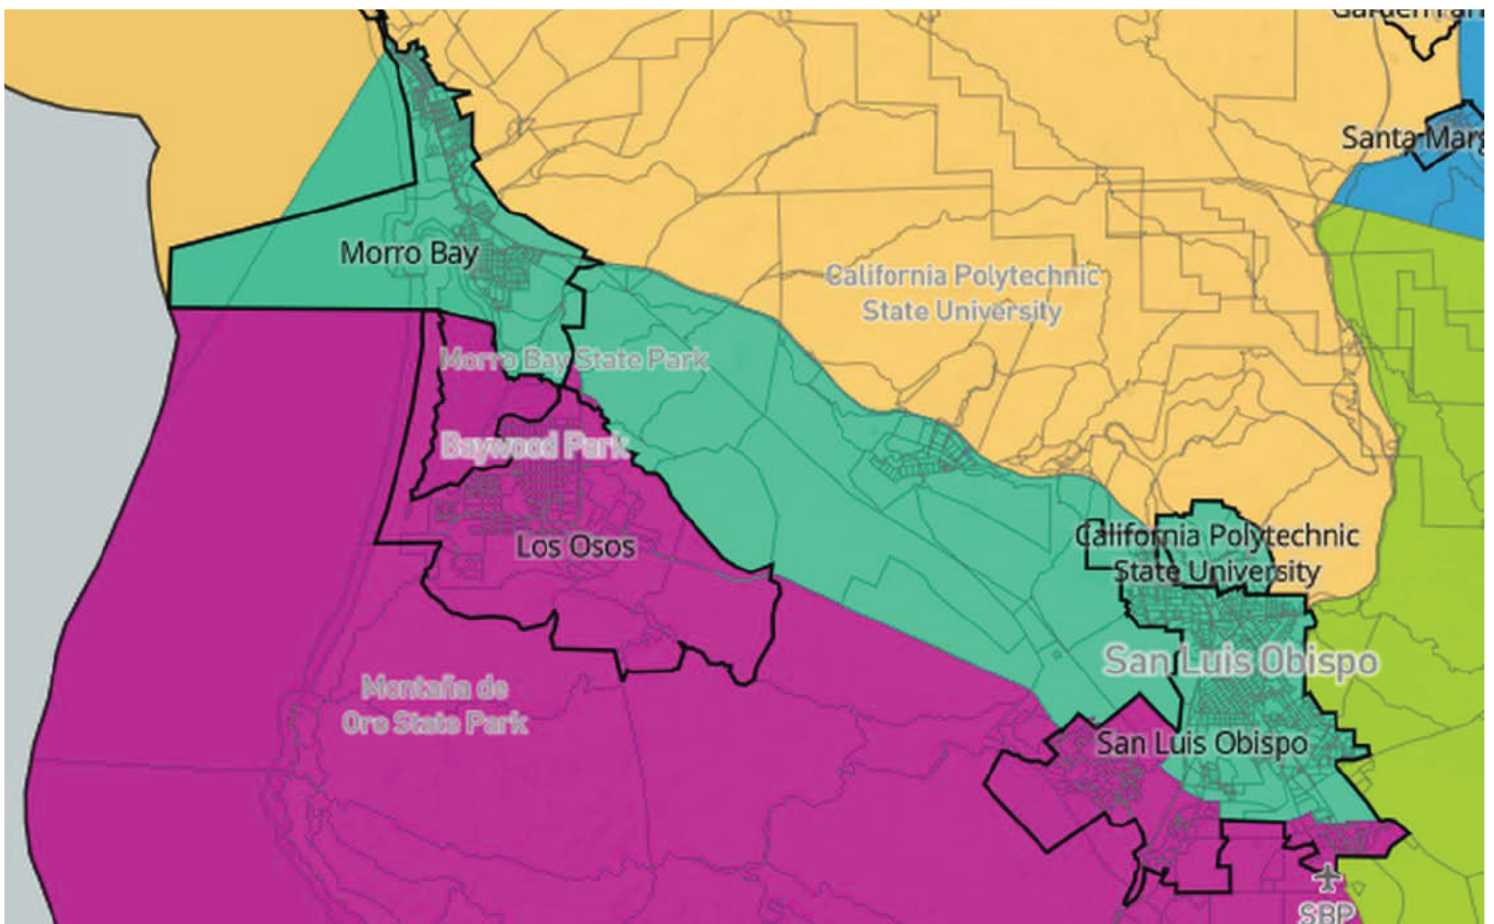 Santa Marg
Morro Bay
California Polytechnic
State University
Morro Bay State Park
Baywood Park
Los Osos
California Polytechnic
State University
San Luis Obispo
Montaña de
Oro State Park
San Luis Obispo
SBP